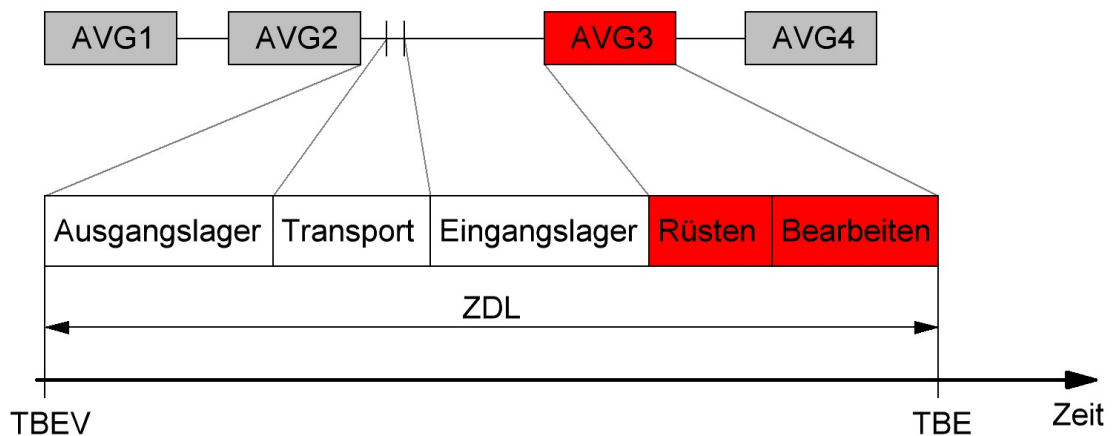 AVG1 AVG2 AVG3 AVG4
Ausgangslager Transport Eingangslager Rüsten Bearbeiten
ZDL
TBEV TBE Zeit